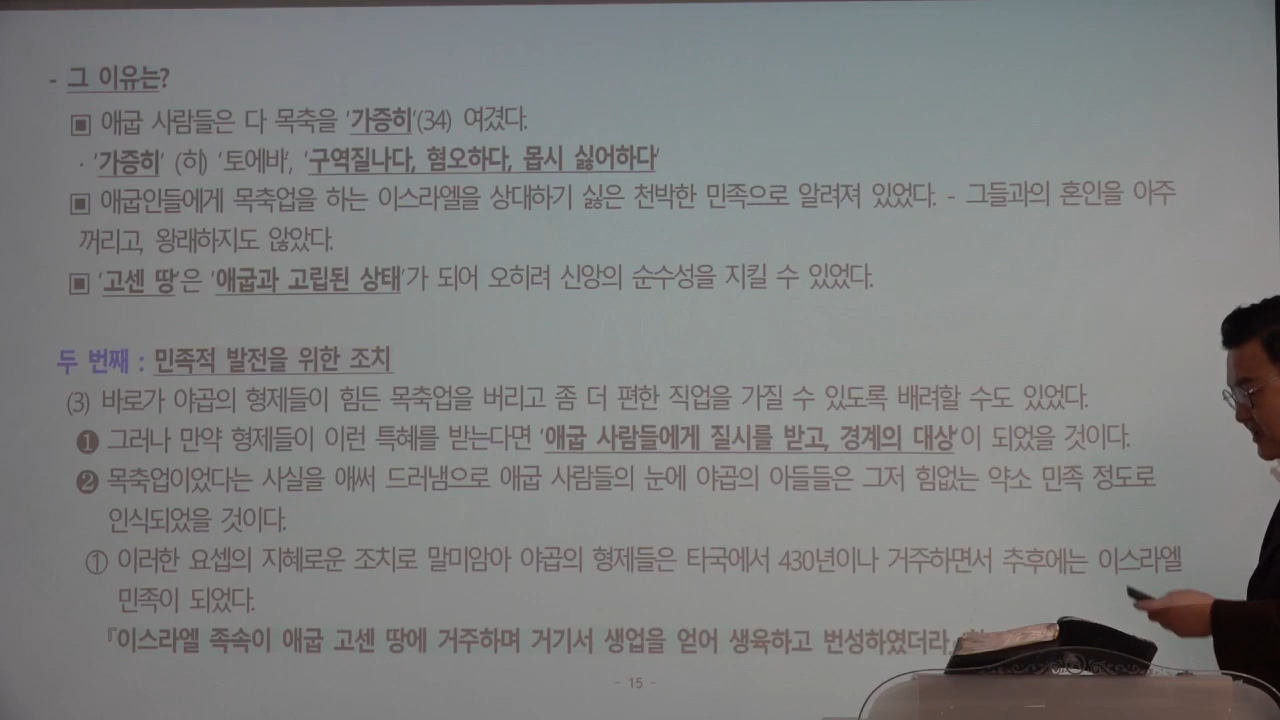 - 그 이유는?
▣ 애굽 사람들은 다 목축을 '가증히'(34) 여겼다.
· '가증히' (히) '토에바', '구역질나다, 혐오하다, 몹시 싫어하다'
▣ 애굽인들에게 목축업을 하는 이스라엘을 상대하기 싫은 천박한 민족으로 알려져 있었다. - 그들과의 혼인을 아주
꺼리고, 왕래하지도 않았다.
▣ '고센 땅'은 '애굽과 고립된 상태'가 되어 오히려 신앙의 순수성을 지킬 수 있었다.
두 번째 : 민족적 발전을 위한 조치
(3) 바로가 야곱의 형제들이 힘든 목축업을 버리고 좀 더 편한 직업을 가질 수 있도록 배려할 수도 있었다.
❶ 그러나 만약 형제들이 이런 특혜를 받는다면 '애굽 사람들에게 질시를 받고, 경계의 대상'이 되었을 것이다.
❷ 목축업이었다는 사실을 애써 드러냄으로 애굽 사람들의 눈에 야곱의 아들들은 그저 힘없는 약소 민족 정도로
인식되었을 것이다.
① 이러한 요셉의 지혜로운 조치로 말미암아 야곱의 형제들은 타국에서 430년이나 거주하면서 추후에는 이스라엘
민족이 되었다.
『이스라엘 족속이 애굽 고센 땅에 거주하며 거기서 생업을 얻어 생육하고 번성하였더라
- 15 -